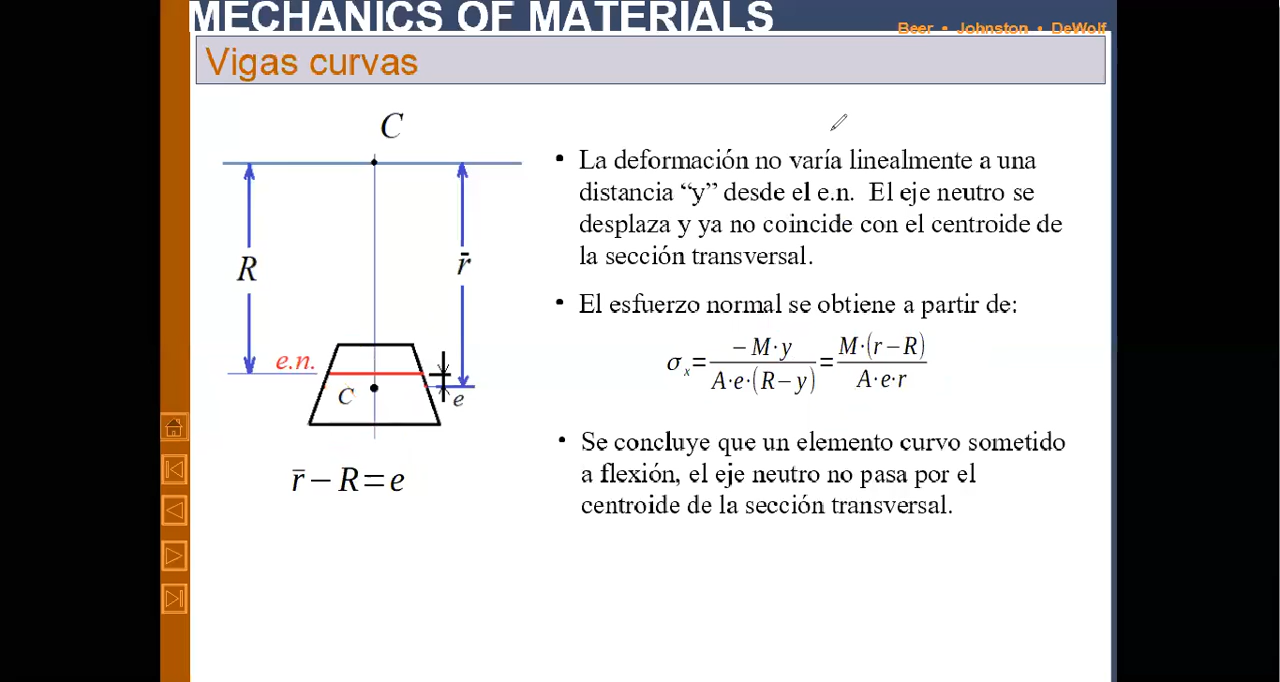 MECHANICS OF MATERIALS
Beer • Johnston • DeWolf
Vigas curvas
C
R
r̄
e.n.
C
e
r̄ − R = e
• La deformación no varía linealmente a una
distancia “y” desde el e.n. El eje neutro se
desplaza y ya no coincide con el centroide de
la sección transversal.
• El esfuerzo normal se obtiene a partir de:
σₓ = −M·y / A·e·(R−y) = M·(r−R) / A·e·r
• Se concluye que un elemento curvo sometido
a flexión, el eje neutro no pasa por el
centroide de la sección transversal.